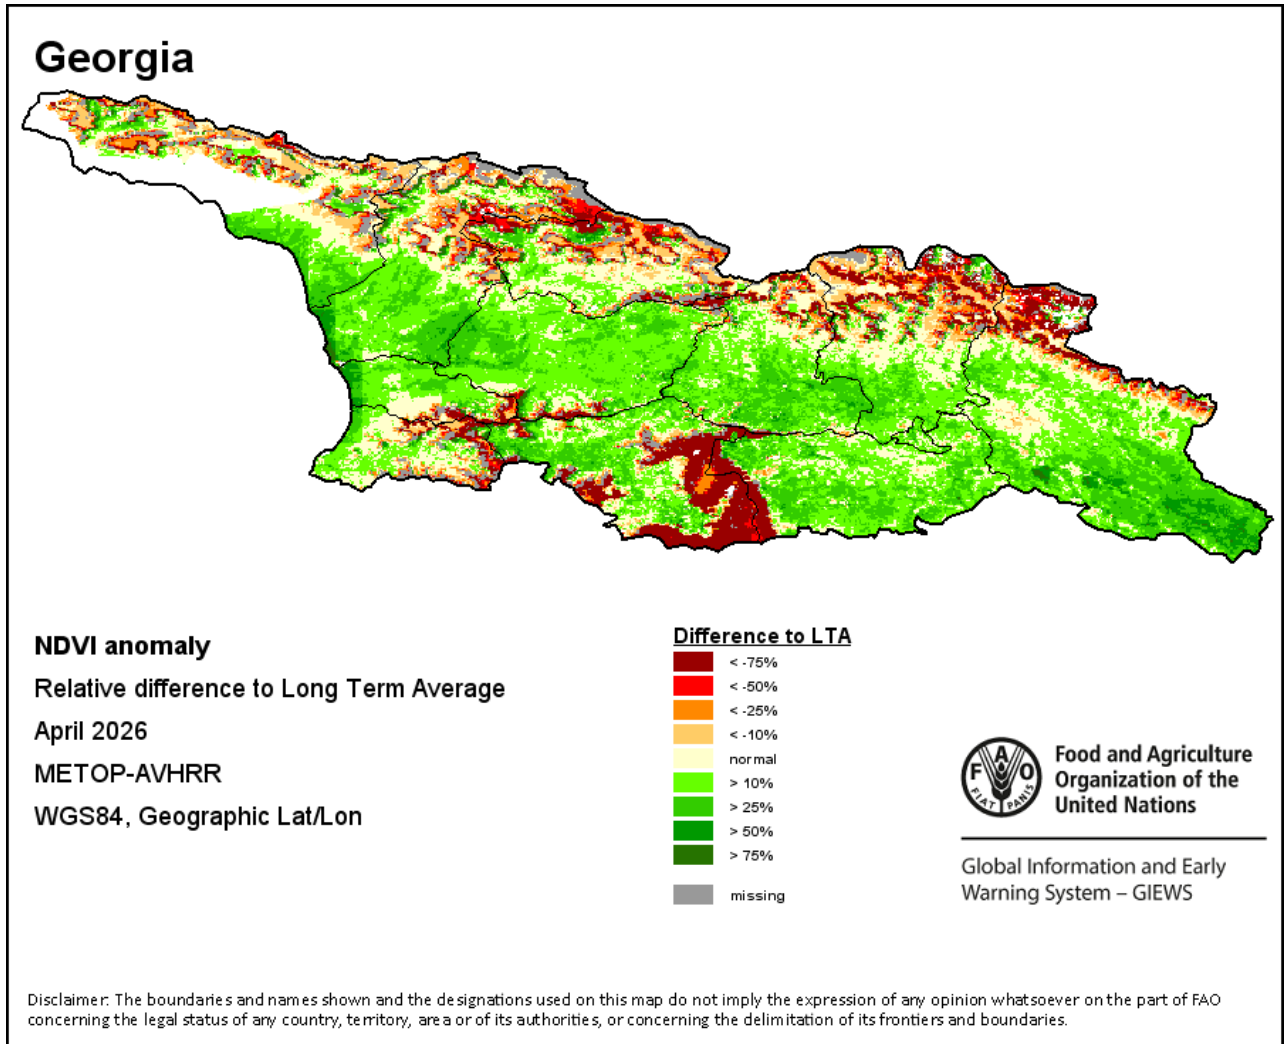 Georgia
NDVI anomaly
Relative difference to Long Term Average
April 2026
METOP-AVHRR
WGS84, Geographic Lat/Lon
Difference to LTA
< -75%
< -50%
< -25%
< -10%
normal
> 10%
> 25%
> 50%
> 75%
missing
F A O
FIAT PANIS
Food and Agriculture
Organization of the
United Nations
Global Information and Early
Warning System – GIEWS
Disclaimer: The boundaries and names shown and the designations used on this map do not imply the expression of any opinion whatsoever on the part of FAO
concerning the legal status of any country, territory, area or of its authorities, or concerning the delimitation of its frontiers and boundaries.